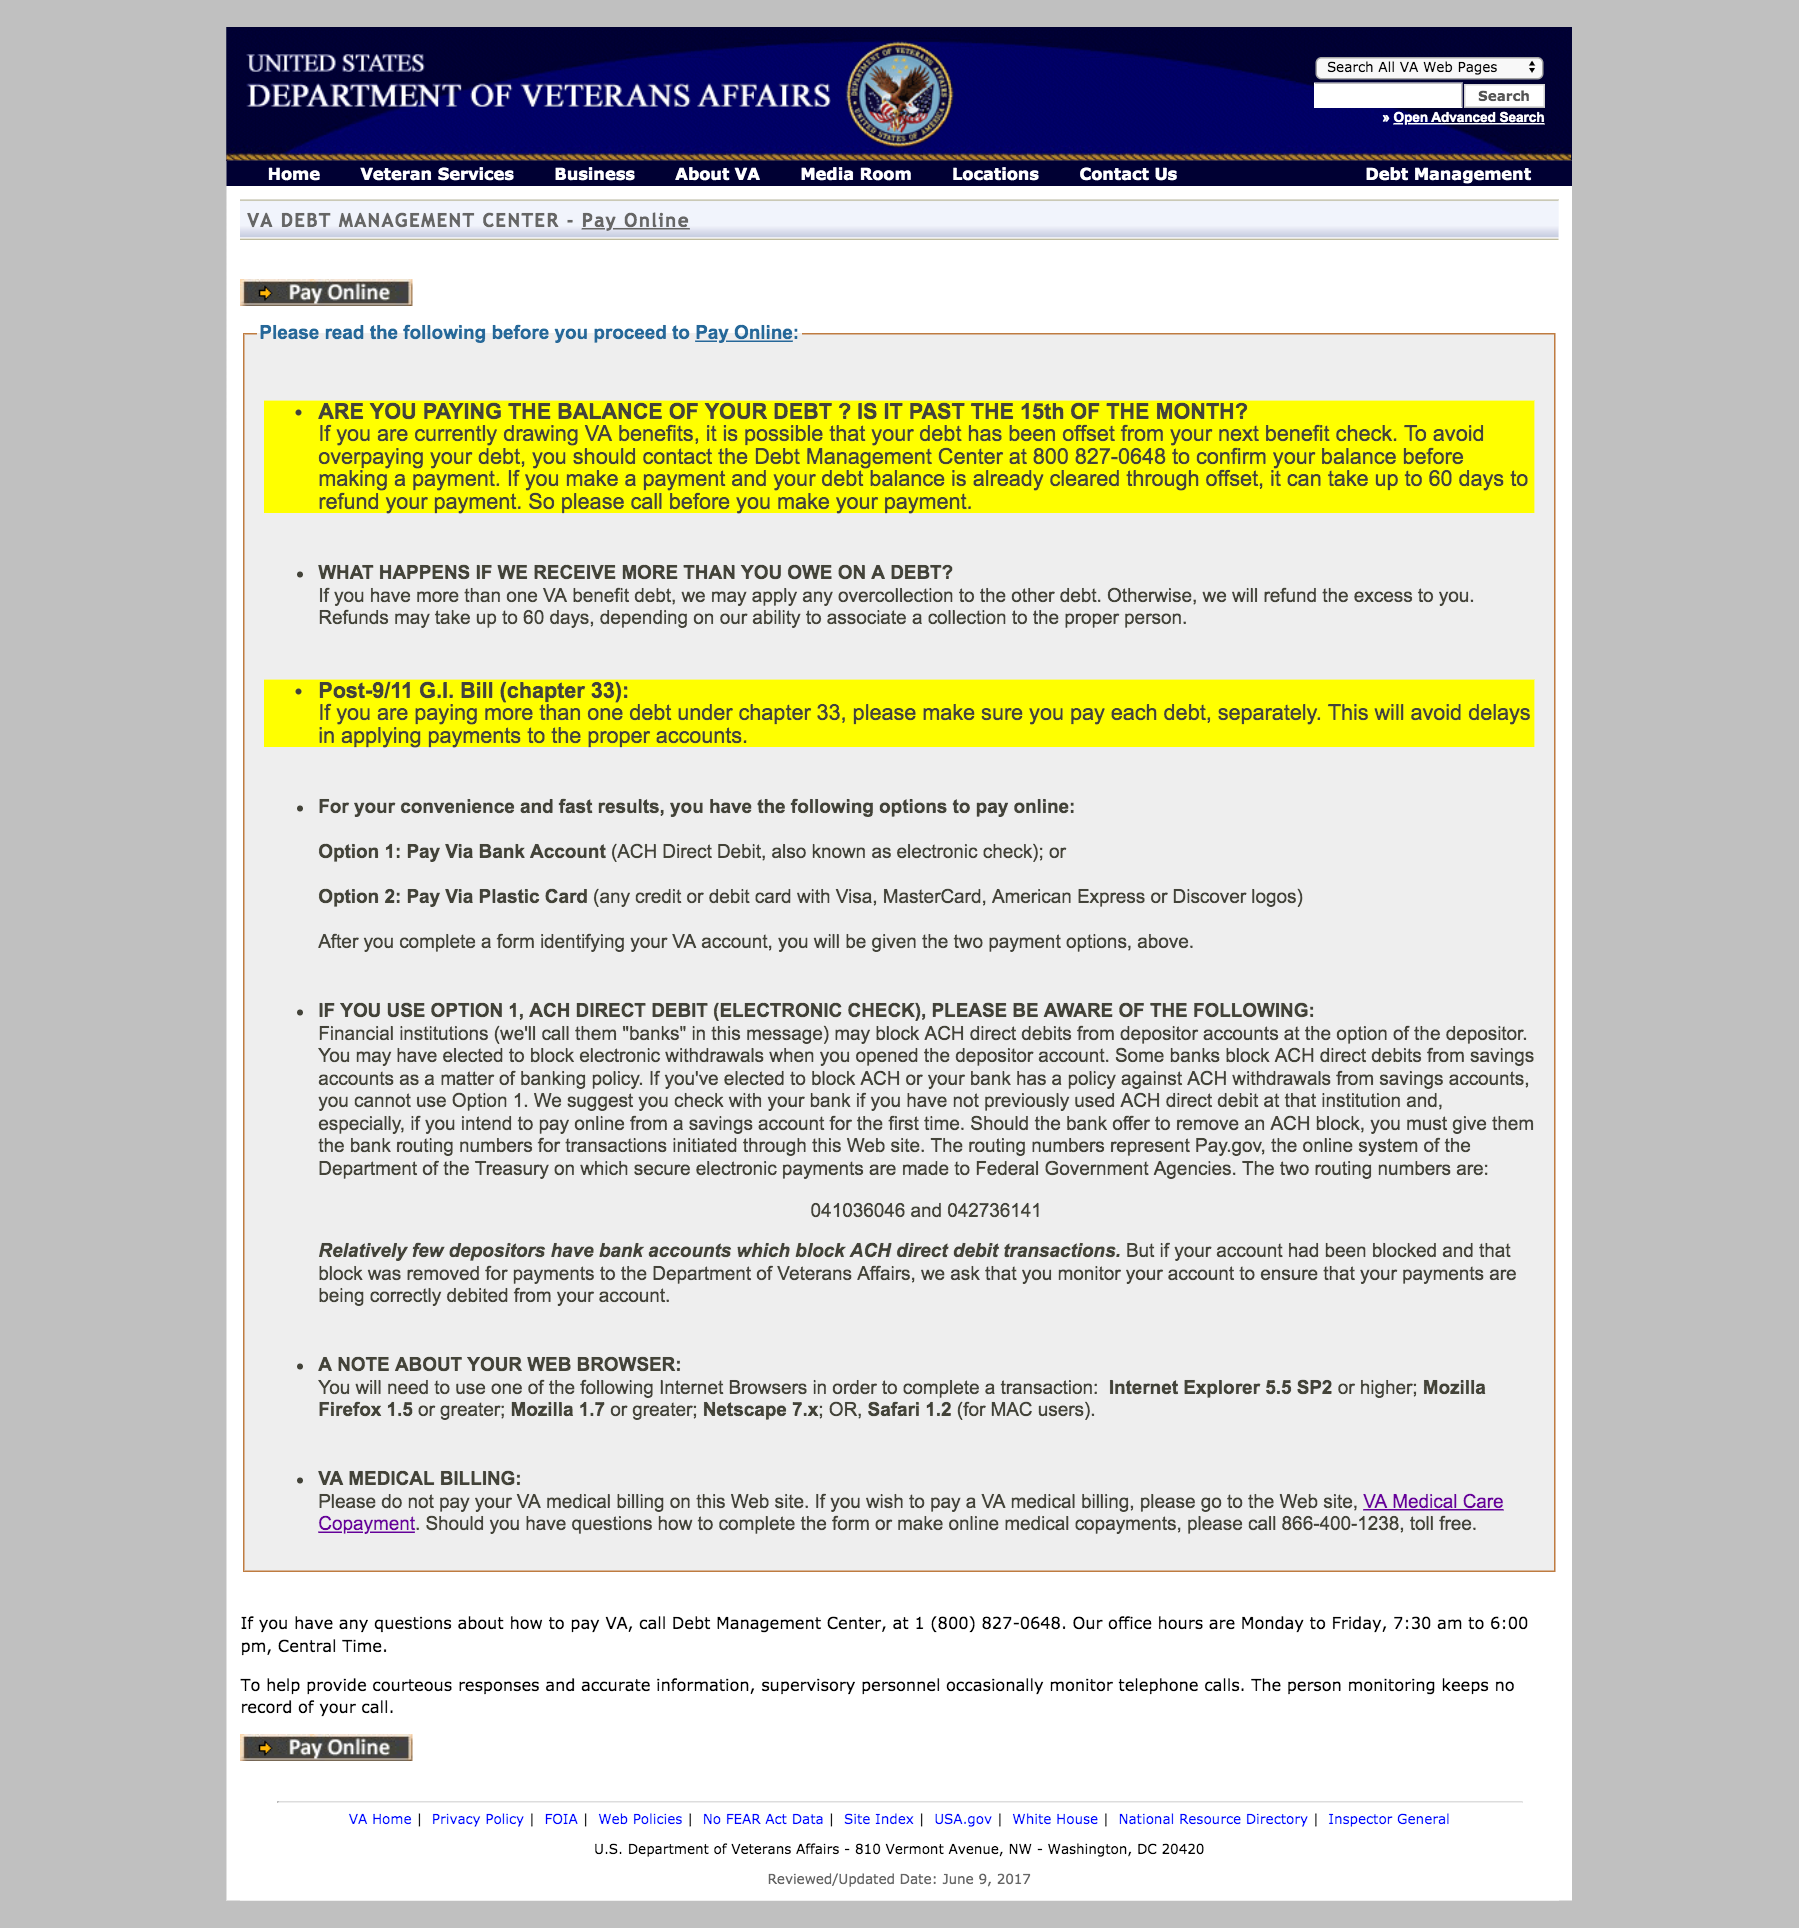 UNITED STATES
DEPARTMENT OF VETERANS AFFAIRS
DEPARTMENT OF VETERANS AFFAIRS
UNITED STATES OF AMERICA
Search All VA Web Pages
Search
» Open Advanced Search
Home Veteran Services Business About VA Media Room Locations Contact Us Debt Management
VA DEBT MANAGEMENT CENTER - Pay Online
Pay Online
Please read the following before you proceed to Pay Online:
• ARE YOU PAYING THE BALANCE OF YOUR DEBT ? IS IT PAST THE 15th OF THE MONTH?
If you are currently drawing VA benefits, it is possible that your debt has been offset from your next benefit check. To avoid
overpaying your debt, you should contact the Debt Management Center at 800 827-0648 to confirm your balance before
making a payment. If you make a payment and your debt balance is already cleared through offset, it can take up to 60 days to
refund your payment. So please call before you make your payment.
• WHAT HAPPENS IF WE RECEIVE MORE THAN YOU OWE ON A DEBT?
If you have more than one VA benefit debt, we may apply any overcollection to the other debt. Otherwise, we will refund the excess to you.
Refunds may take up to 60 days, depending on our ability to associate a collection to the proper person.
• Post-9/11 G.I. Bill (chapter 33):
If you are paying more than one debt under chapter 33, please make sure you pay each debt, separately. This will avoid delays
in applying payments to the proper accounts.
• For your convenience and fast results, you have the following options to pay online:
Option 1: Pay Via Bank Account (ACH Direct Debit, also known as electronic check); or
Option 2: Pay Via Plastic Card (any credit or debit card with Visa, MasterCard, American Express or Discover logos)
After you complete a form identifying your VA account, you will be given the two payment options, above.
• IF YOU USE OPTION 1, ACH DIRECT DEBIT (ELECTRONIC CHECK), PLEASE BE AWARE OF THE FOLLOWING:
Financial institutions (we'll call them "banks" in this message) may block ACH direct debits from depositor accounts at the option of the depositor.
You may have elected to block electronic withdrawals when you opened the depositor account. Some banks block ACH direct debits from savings
accounts as a matter of banking policy. If you've elected to block ACH or your bank has a policy against ACH withdrawals from savings accounts,
you cannot use Option 1. We suggest you check with your bank if you have not previously used ACH direct debit at that institution and,
especially, if you intend to pay online from a savings account for the first time. Should the bank offer to remove an ACH block, you must give them
the bank routing numbers for transactions initiated through this Web site. The routing numbers represent Pay.gov, the online system of the
Department of the Treasury on which secure electronic payments are made to Federal Government Agencies. The two routing numbers are:
041036046 and 042736141
Relatively few depositors have bank accounts which block ACH direct debit transactions. But if your account had been blocked and that
block was removed for payments to the Department of Veterans Affairs, we ask that you monitor your account to ensure that your payments are
being correctly debited from your account.
• A NOTE ABOUT YOUR WEB BROWSER:
You will need to use one of the following Internet Browsers in order to complete a transaction: Internet Explorer 5.5 SP2 or higher; Mozilla
Firefox 1.5 or greater; Mozilla 1.7 or greater; Netscape 7.x; OR, Safari 1.2 (for MAC users).
• VA MEDICAL BILLING:
Please do not pay your VA medical billing on this Web site. If you wish to pay a VA medical billing, please go to the Web site, VA Medical Care
Copayment. Should you have questions how to complete the form or make online medical copayments, please call 866-400-1238, toll free.
If you have any questions about how to pay VA, call Debt Management Center, at 1 (800) 827-0648. Our office hours are Monday to Friday, 7:30 am to 6:00
pm, Central Time.
To help provide courteous responses and accurate information, supervisory personnel occasionally monitor telephone calls. The person monitoring keeps no
record of your call.
Pay Online
VA Home | Privacy Policy | FOIA | Web Policies | No FEAR Act Data | Site Index | USA.gov | White House | National Resource Directory | Inspector General
U.S. Department of Veterans Affairs - 810 Vermont Avenue, NW - Washington, DC 20420
Reviewed/Updated Date: June 9, 2017